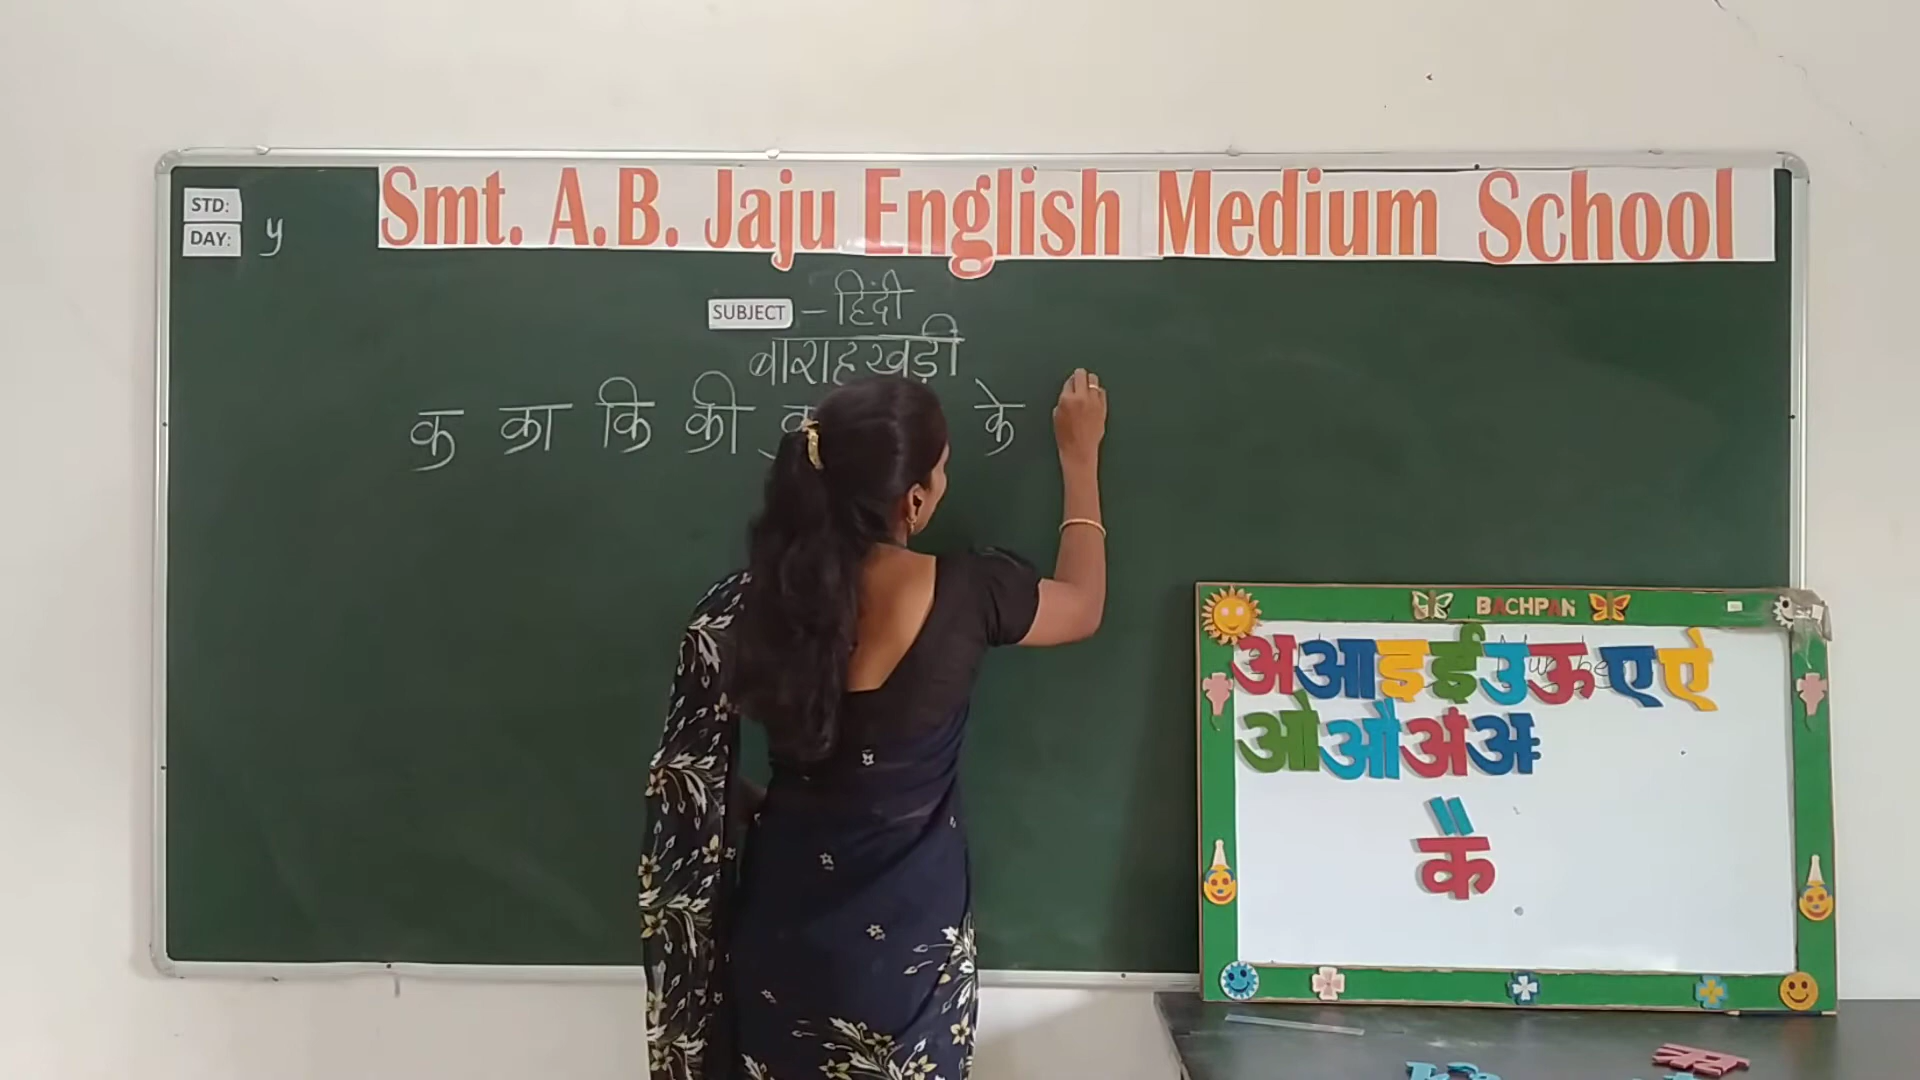 Smt. A.B. Jaju English Medium School
STD:
DAY: y
SUBJECT - हिंदी
बाराहखड़ी
क का कि की के
BACHPAN
अ आ इ ई उ ऊ ए ऐ
ओ औ अं अः
कै